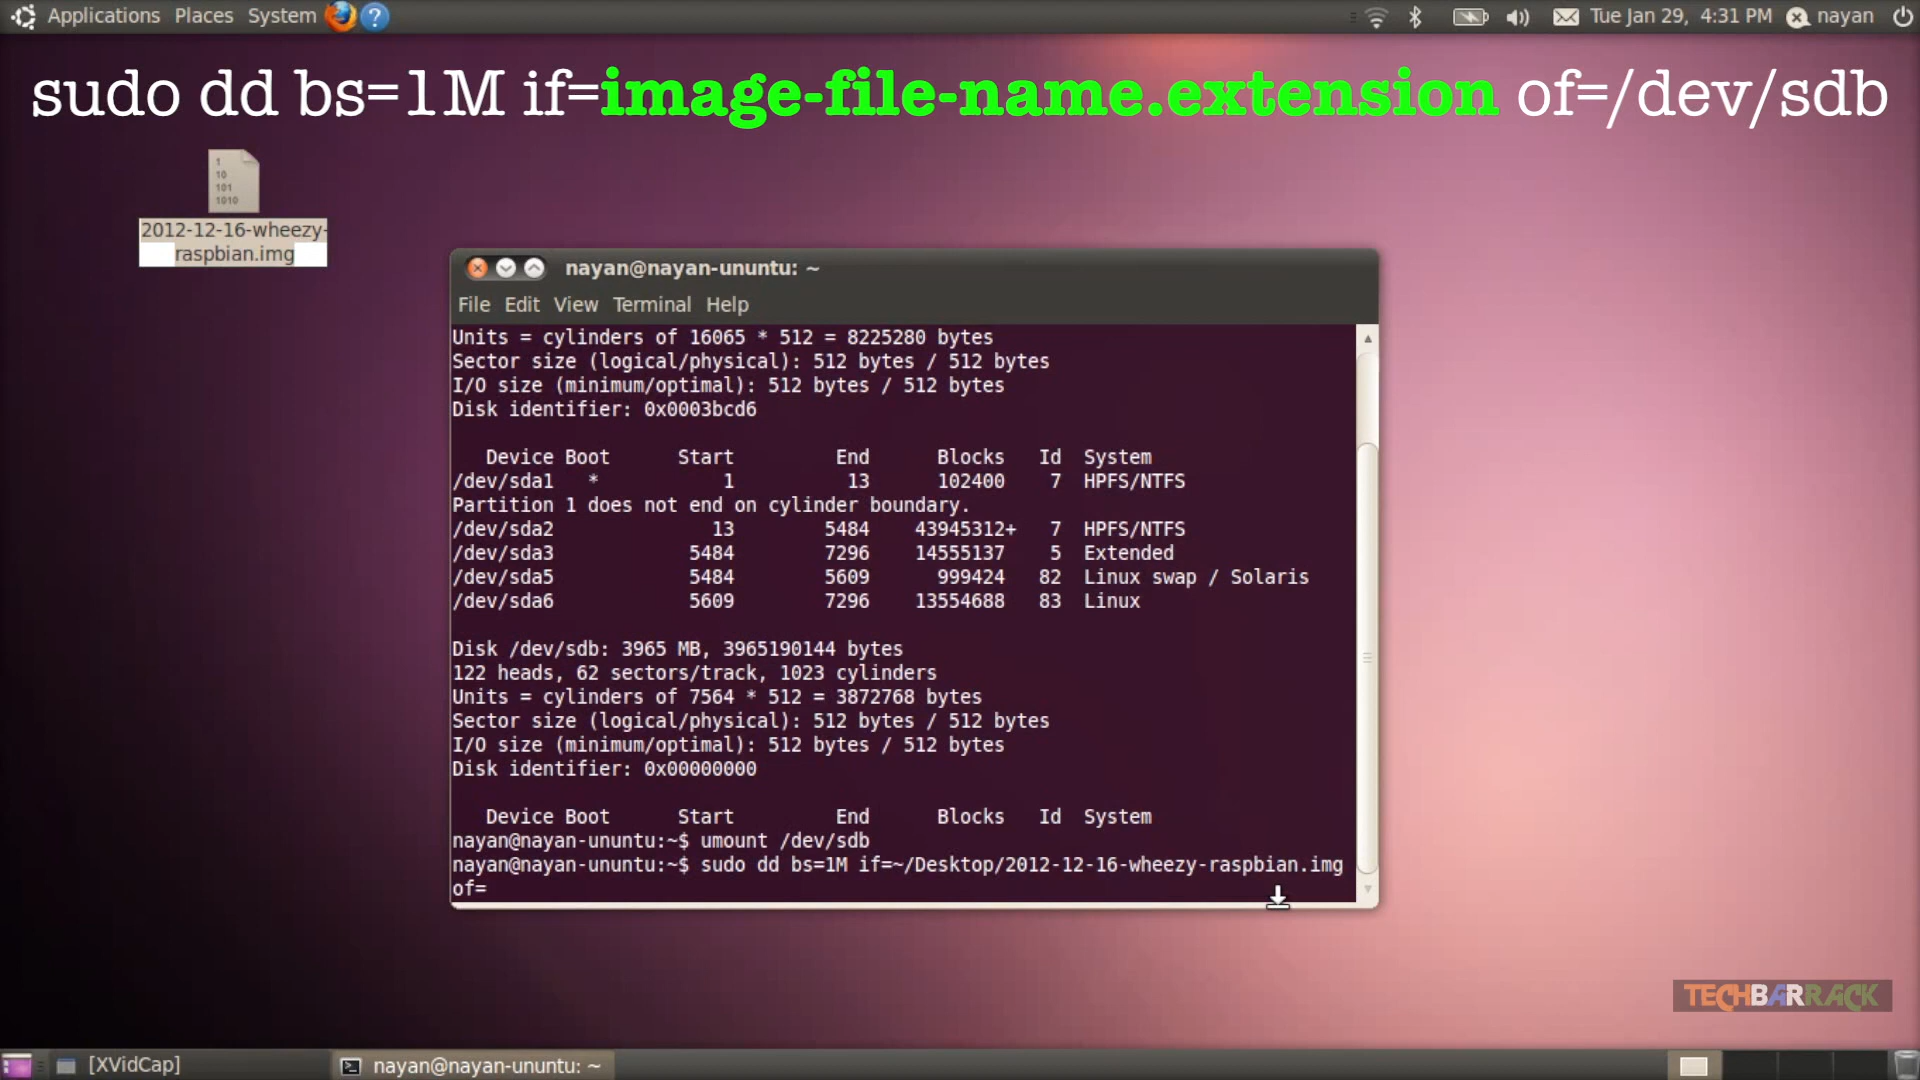 Applications Places System ? Tue Jan 29, 4:31 PM nayan
sudo dd bs=1M if=image-file-name.extension of=/dev/sdb
1
10
101
1010
2012-12-16-wheezy-
raspbian.img
nayan@nayan-ununtu: ~
File Edit View Terminal Help
Units = cylinders of 16065 * 512 = 8225280 bytes
Sector size (logical/physical): 512 bytes / 512 bytes
I/O size (minimum/optimal): 512 bytes / 512 bytes
Disk identifier: 0x0003bcd6
Device Boot Start End Blocks Id System
/dev/sda1 * 1 13 102400 7 HPFS/NTFS
Partition 1 does not end on cylinder boundary.
/dev/sda2 13 5484 43945312+ 7 HPFS/NTFS
/dev/sda3 5484 7296 14555137 5 Extended
/dev/sda5 5484 5609 999424 82 Linux swap / Solaris
/dev/sda6 5609 7296 13554688 83 Linux
Disk /dev/sdb: 3965 MB, 3965190144 bytes
122 heads, 62 sectors/track, 1023 cylinders
Units = cylinders of 7564 * 512 = 3872768 bytes
Sector size (logical/physical): 512 bytes / 512 bytes
I/O size (minimum/optimal): 512 bytes / 512 bytes
Disk identifier: 0x00000000
Device Boot Start End Blocks Id System
nayan@nayan-ununtu:~$ umount /dev/sdb
nayan@nayan-ununtu:~$ sudo dd bs=1M if=~/Desktop/2012-12-16-wheezy-raspbian.img
of=
TECHBARRACK
[XVidCap] nayan@nayan-ununtu: ~